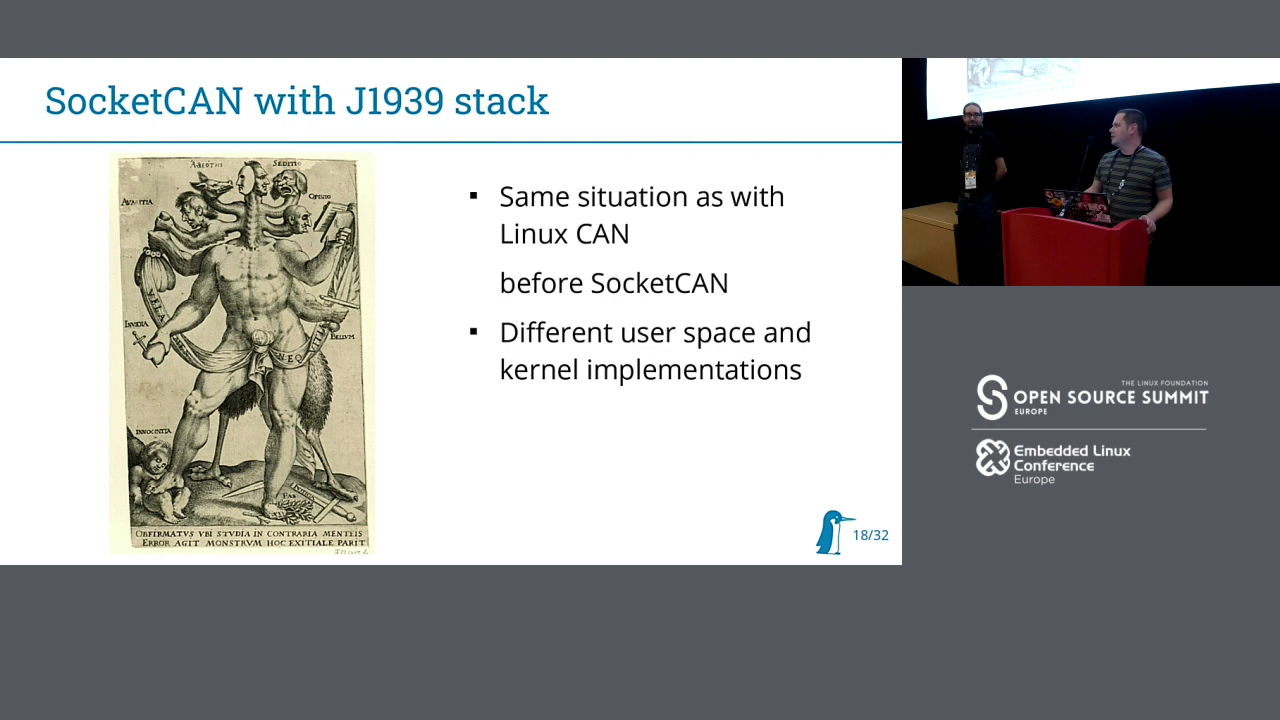 SocketCAN with J1939 stack
SEDITIO
AVARITIA
INVIDIA
BELLVM
INNOCENTIA
FAS
OBFIRMATVS VBI STVDIA IN CONTRARIA MENTEIS
ERROR AGIT MONSTRVM HOC EXITIALE PARIT
▪ Same situation as with
Linux CAN
before SocketCAN
▪ Different user space and
kernel implementations
18/32
THE LINUX FOUNDATION
OPEN SOURCE SUMMIT
EUROPE
Embedded Linux
Conference
Europe